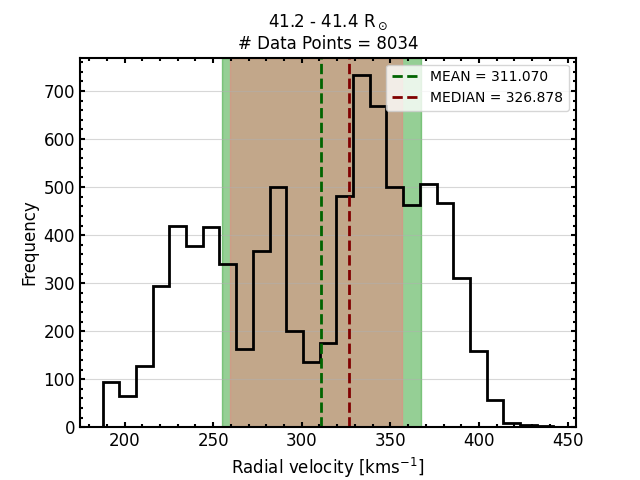 41.2 - 41.4 R⊙
# Data Points = 8034
MEAN = 311.070
MEDIAN = 326.878
Frequency
700
600
500
400
300
200
100
0
200 250 300 350 400 450
Radial velocity [kms⁻¹]